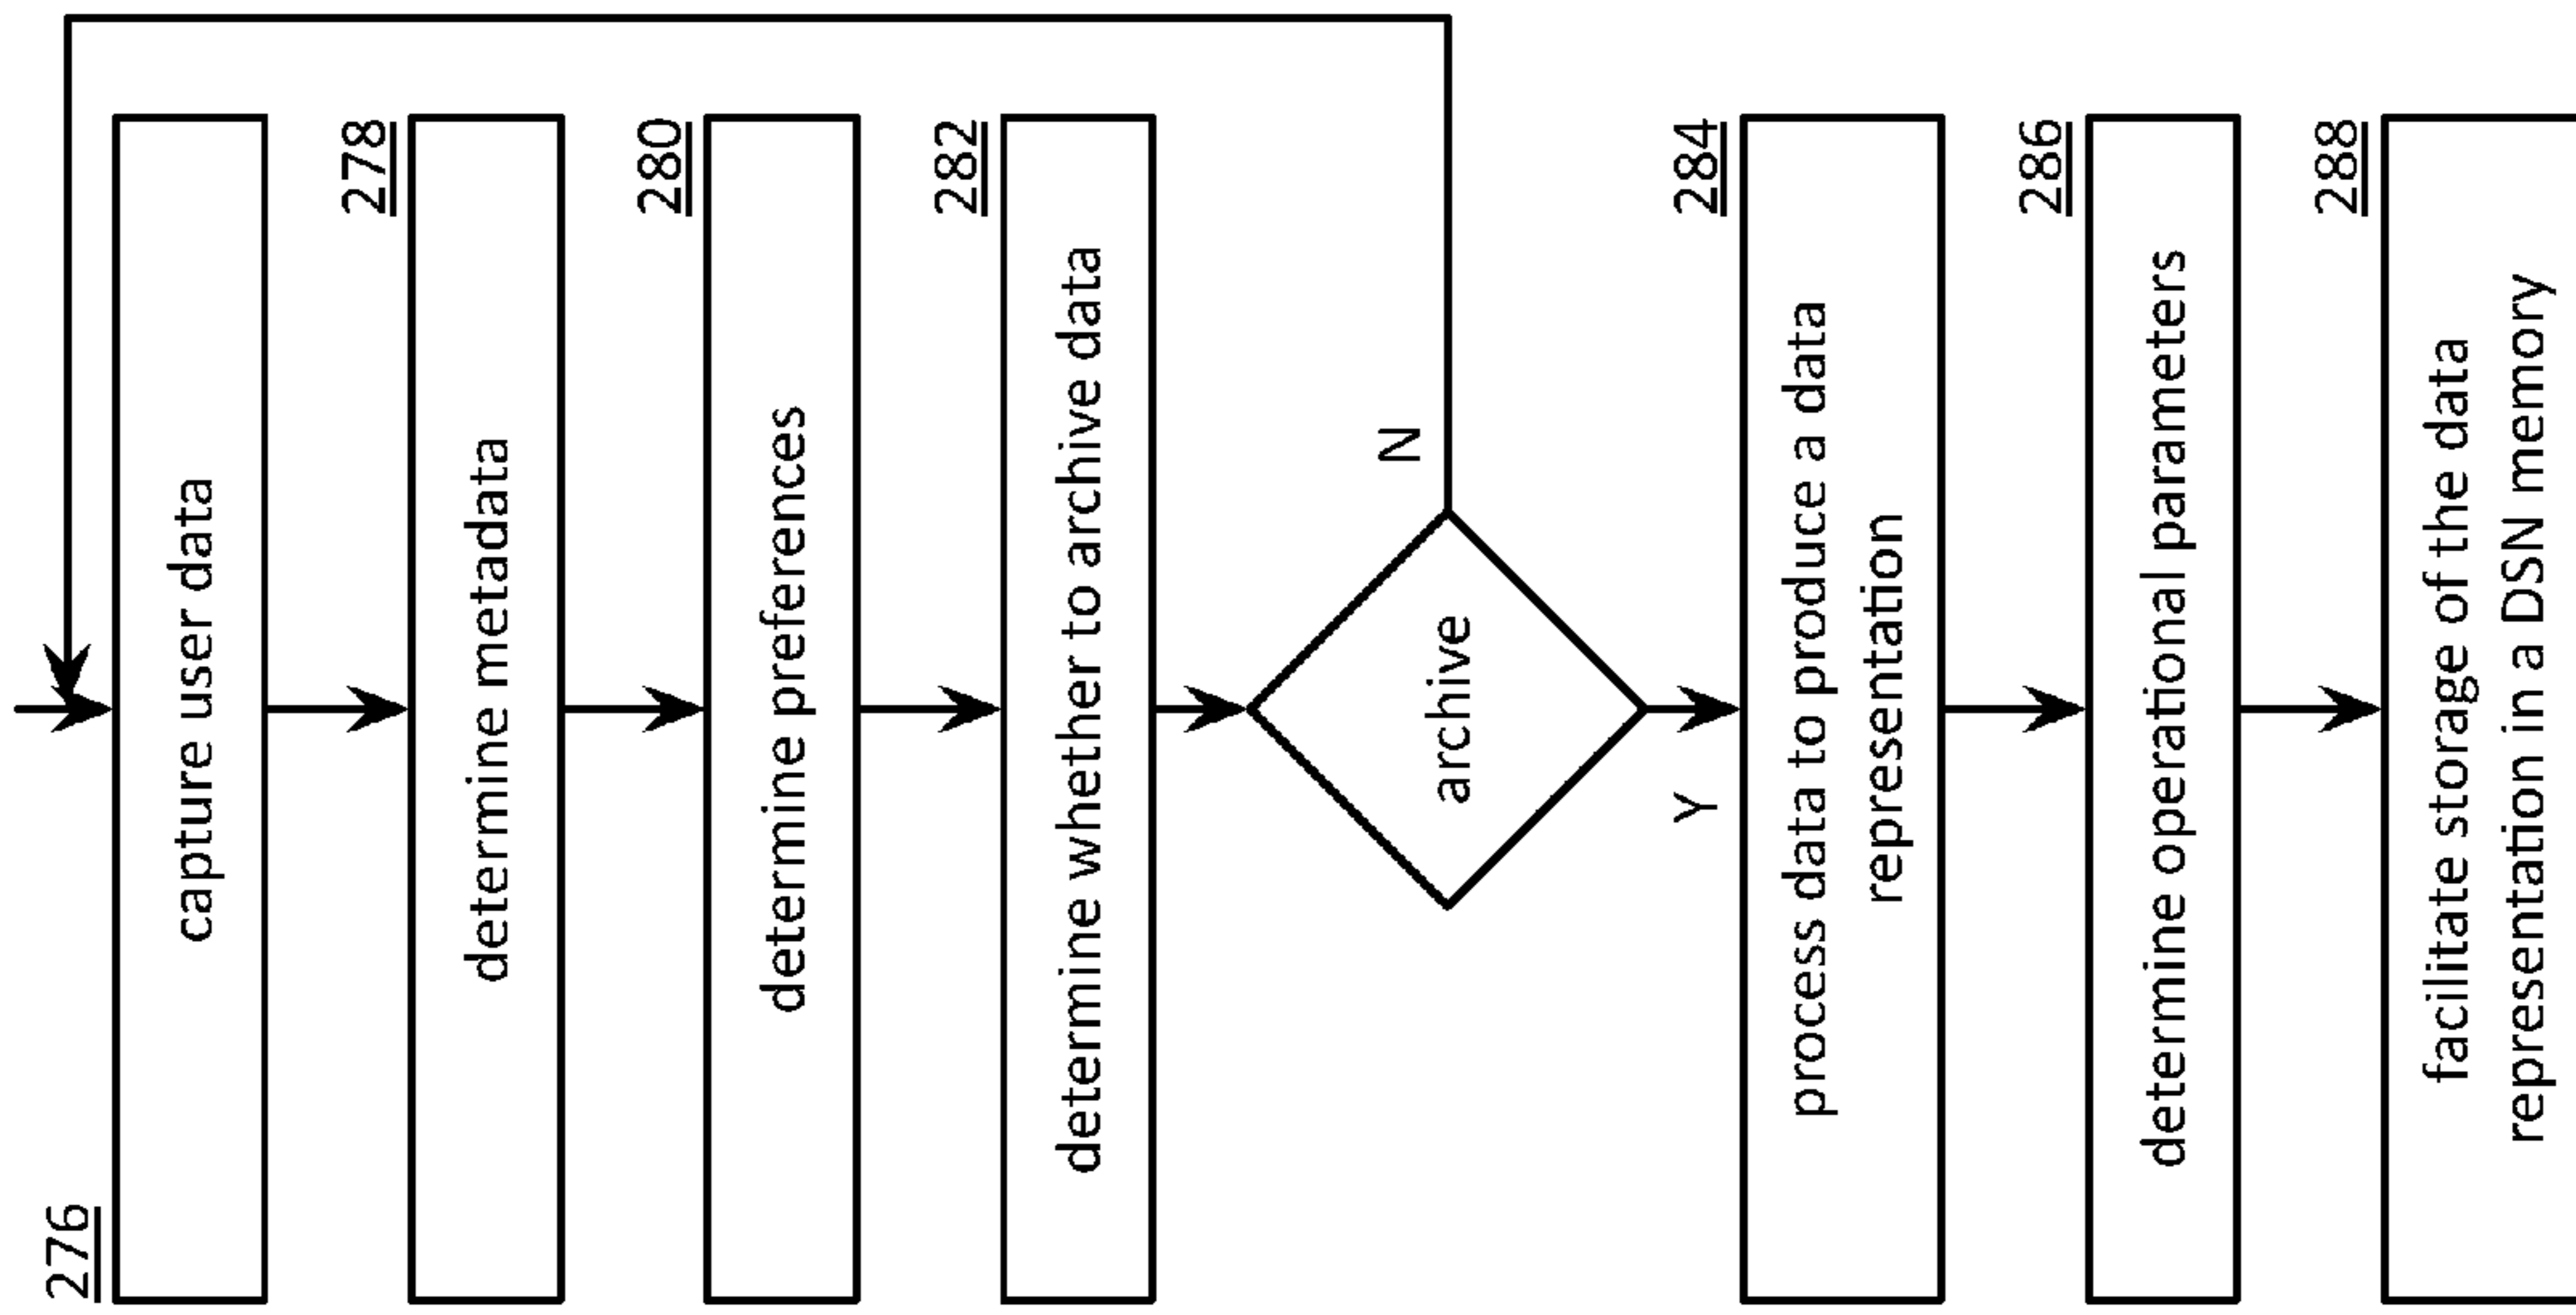 276
capture user data
278
determine metadata
280
determine preferences
282
determine whether to archive data
archive
N
Y
284
process data to produce a data
representation
286
determine operational parameters
288
facilitate storage of the data
representation in a DSN memory